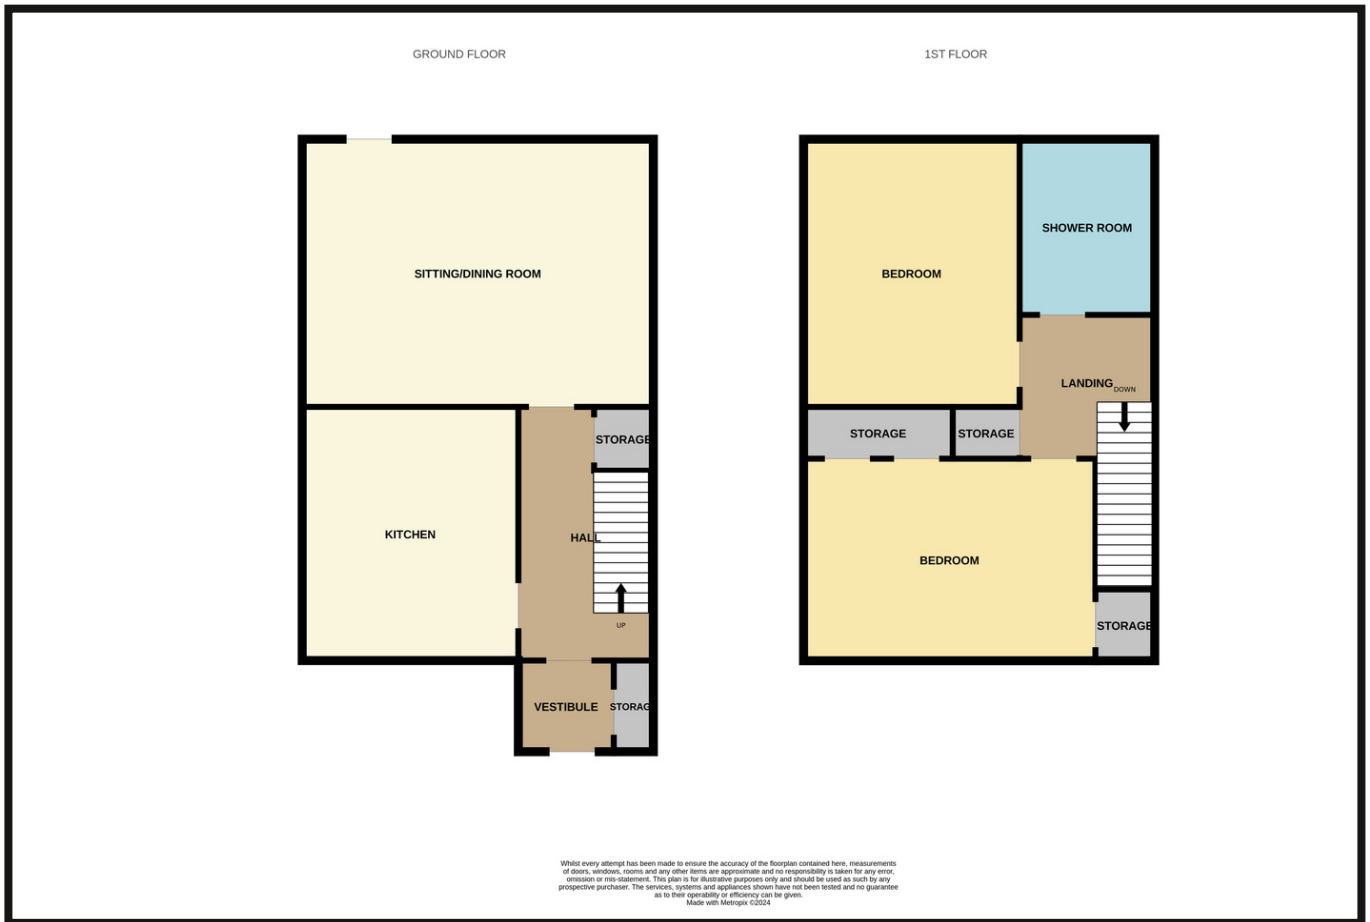 GROUND FLOOR
1ST FLOOR
SITTING/DINING ROOM
STORAGE
KITCHEN
HALL
UP
VESTIBULE
STORAG
BEDROOM
SHOWER ROOM
LANDING
DOWN
STORAGE
STORAGE
BEDROOM
STORAGE
Whilst every attempt has been made to ensure the accuracy of the floorplan contained here, measurements
of doors, windows, rooms and any other items are approximate and no responsibility is taken for any error,
omission or mis-statement. This plan is for illustrative purposes only and should be used as such by any
prospective purchaser. The services, systems and appliances shown have not been tested and no guarantee
as to their operability or efficiency can be given.
Made with Metropix ©2024